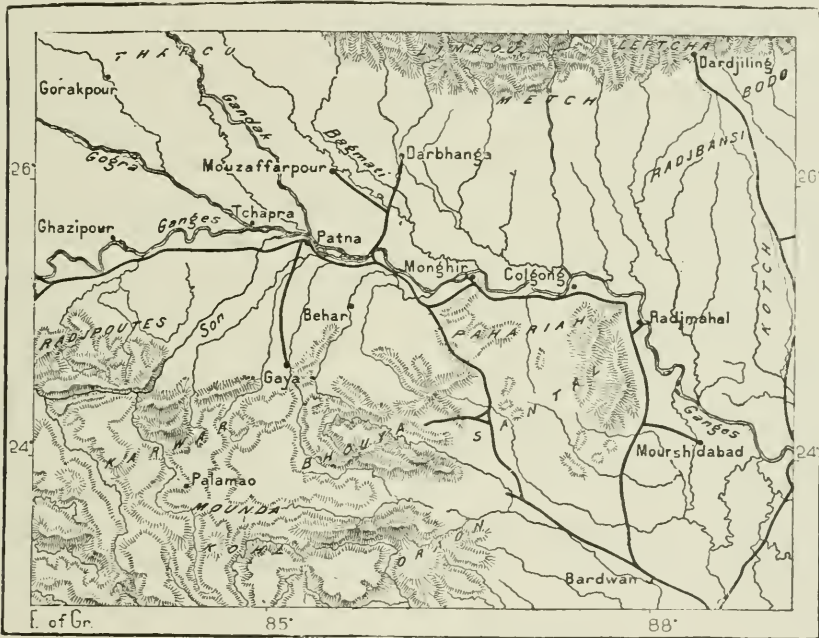 THARCU
LIMBOU
LEPTCHA
Dardjiling
Gorakpour
METCH
BODO
Gandak
Bagmati
Darbhanga
RADJBANSI
26°
Gogra
Mouzaffarpour
26°
Ghazipour
Ganges
Tchapra
Patna
Monghir
Colgong
KOTCH
Son
Behar
PAHARIAH
Radjmahal
RADJPOUTES
Gaya
SANTAL
Ganges
24°
KARWAR
BHOUIA
Mourshidabad
24°
Palamao
MOUNDA
KOHL
ORAON
Bardwan
E. of Gr.
85°
88°